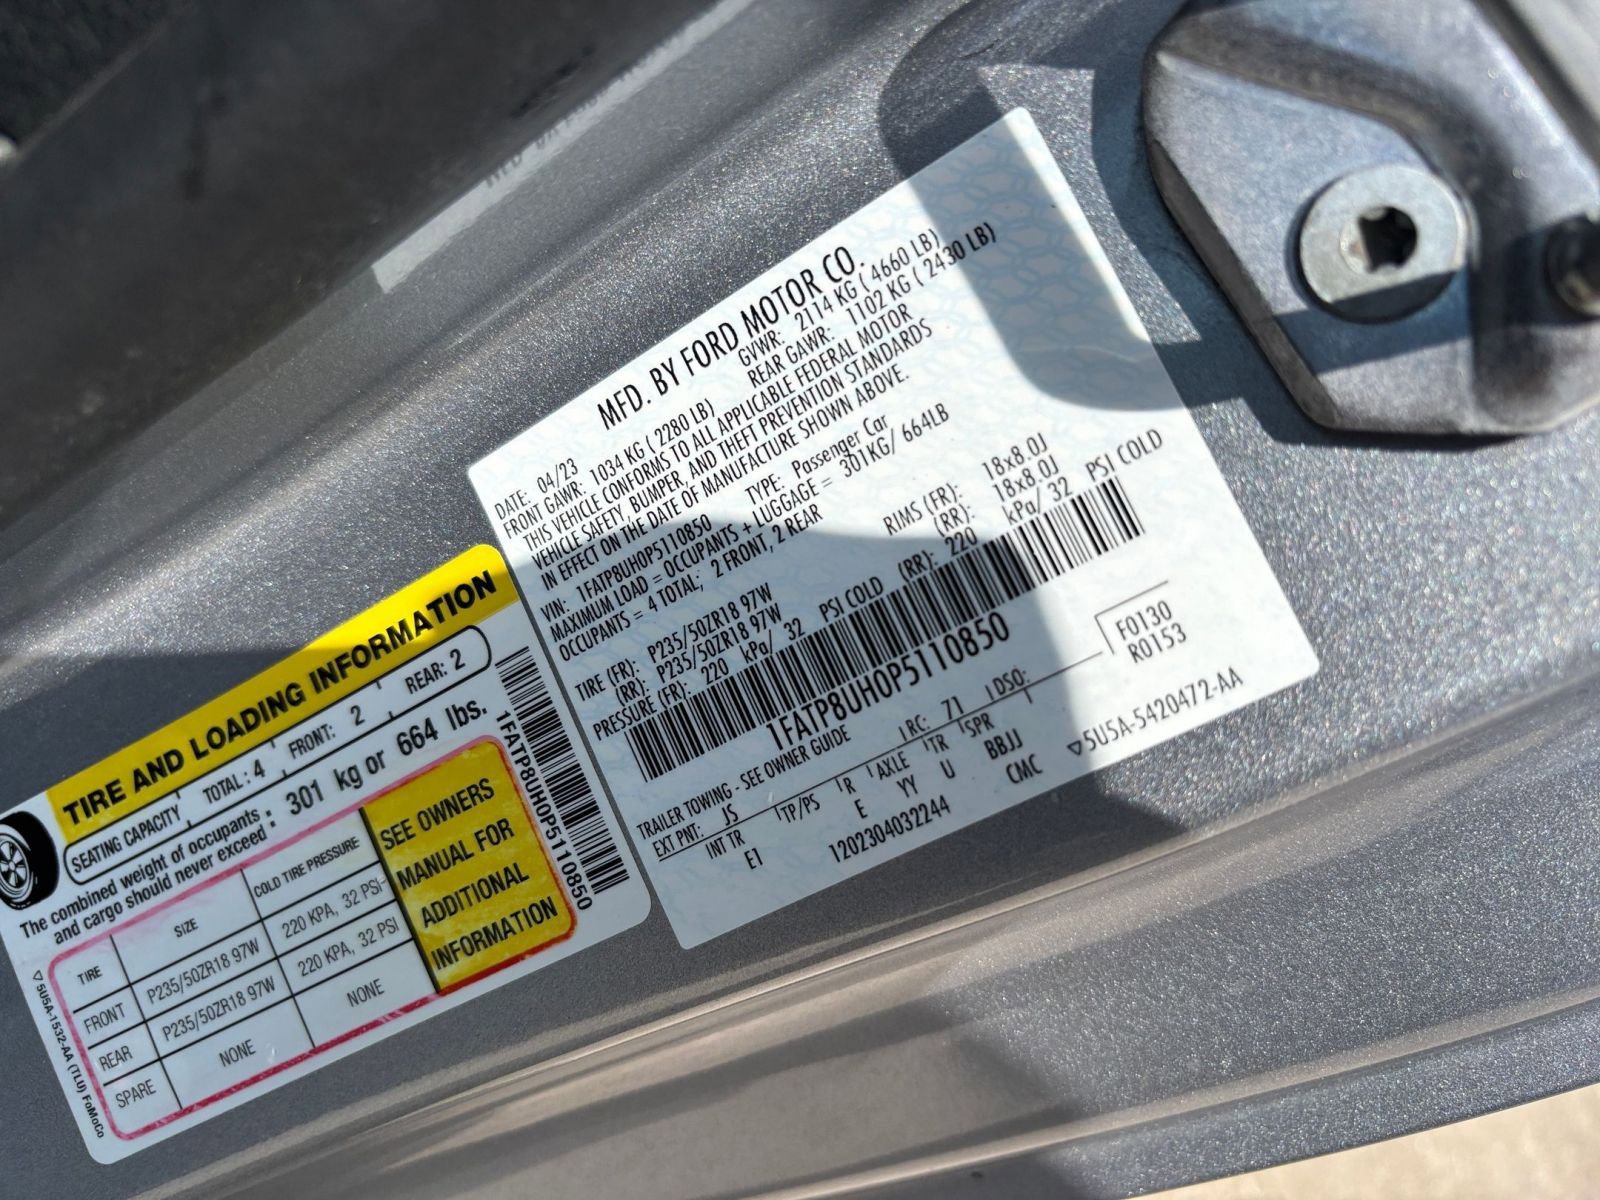 MFD. BY FORD MOTOR CO.
DATE: 04/23 GVWR: 2114 KG ( 4660 LB)
FRONT GAWR: 1034 KG ( 2280 LB) REAR GAWR: 1102 KG ( 2430 LB)
THIS VEHICLE CONFORMS TO ALL APPLICABLE FEDERAL MOTOR
VEHICLE SAFETY, BUMPER, AND THEFT PREVENTION STANDARDS
IN EFFECT ON THE DATE OF MANUFACTURE SHOWN ABOVE.
VIN: 1FATP8UH0P5110850 TYPE: Passenger Car
MAXIMUM LOAD = OCCUPANTS + LUGGAGE = 301KG/ 664LB
OCCUPANTS = 4 TOTAL; 2 FRONT, 2 REAR
TIRE (FR): P235/50ZR18 97W RIMS (FR): 18x8.0J
(RR): P235/50ZR18 97W (RR): 18x8.0J
PRESSURE (FR): 220 kPa/ 32 PSI COLD (RR): 220 kPa/ 32 PSI COLD
1FATP8UH0P5110850
TRAILER TOWING - SEE OWNER GUIDE
F0130
R0153
EXT PNT: JS RC: 71 DSO:
INT TR TP/PS R AXLE TR SPR
E1 E YY U BBJJ
1202304032244 CMC
5U5A-5420472-AA
TIRE AND LOADING INFORMATION
SEATING CAPACITY TOTAL: 4 FRONT: 2 REAR: 2
The combined weight of occupants
and cargo should never exceed : 301 kg or 664 lbs.
TIRE SIZE COLD TIRE PRESSURE
FRONT P235/50ZR18 97W 220 KPA, 32 PSI
REAR P235/50ZR18 97W 220 KPA, 32 PSI
SPARE NONE NONE
SEE OWNERS
MANUAL FOR
ADDITIONAL
INFORMATION
1FATP8UH0P5110850
5U5A-1532-AA (TLU) FoMoCo